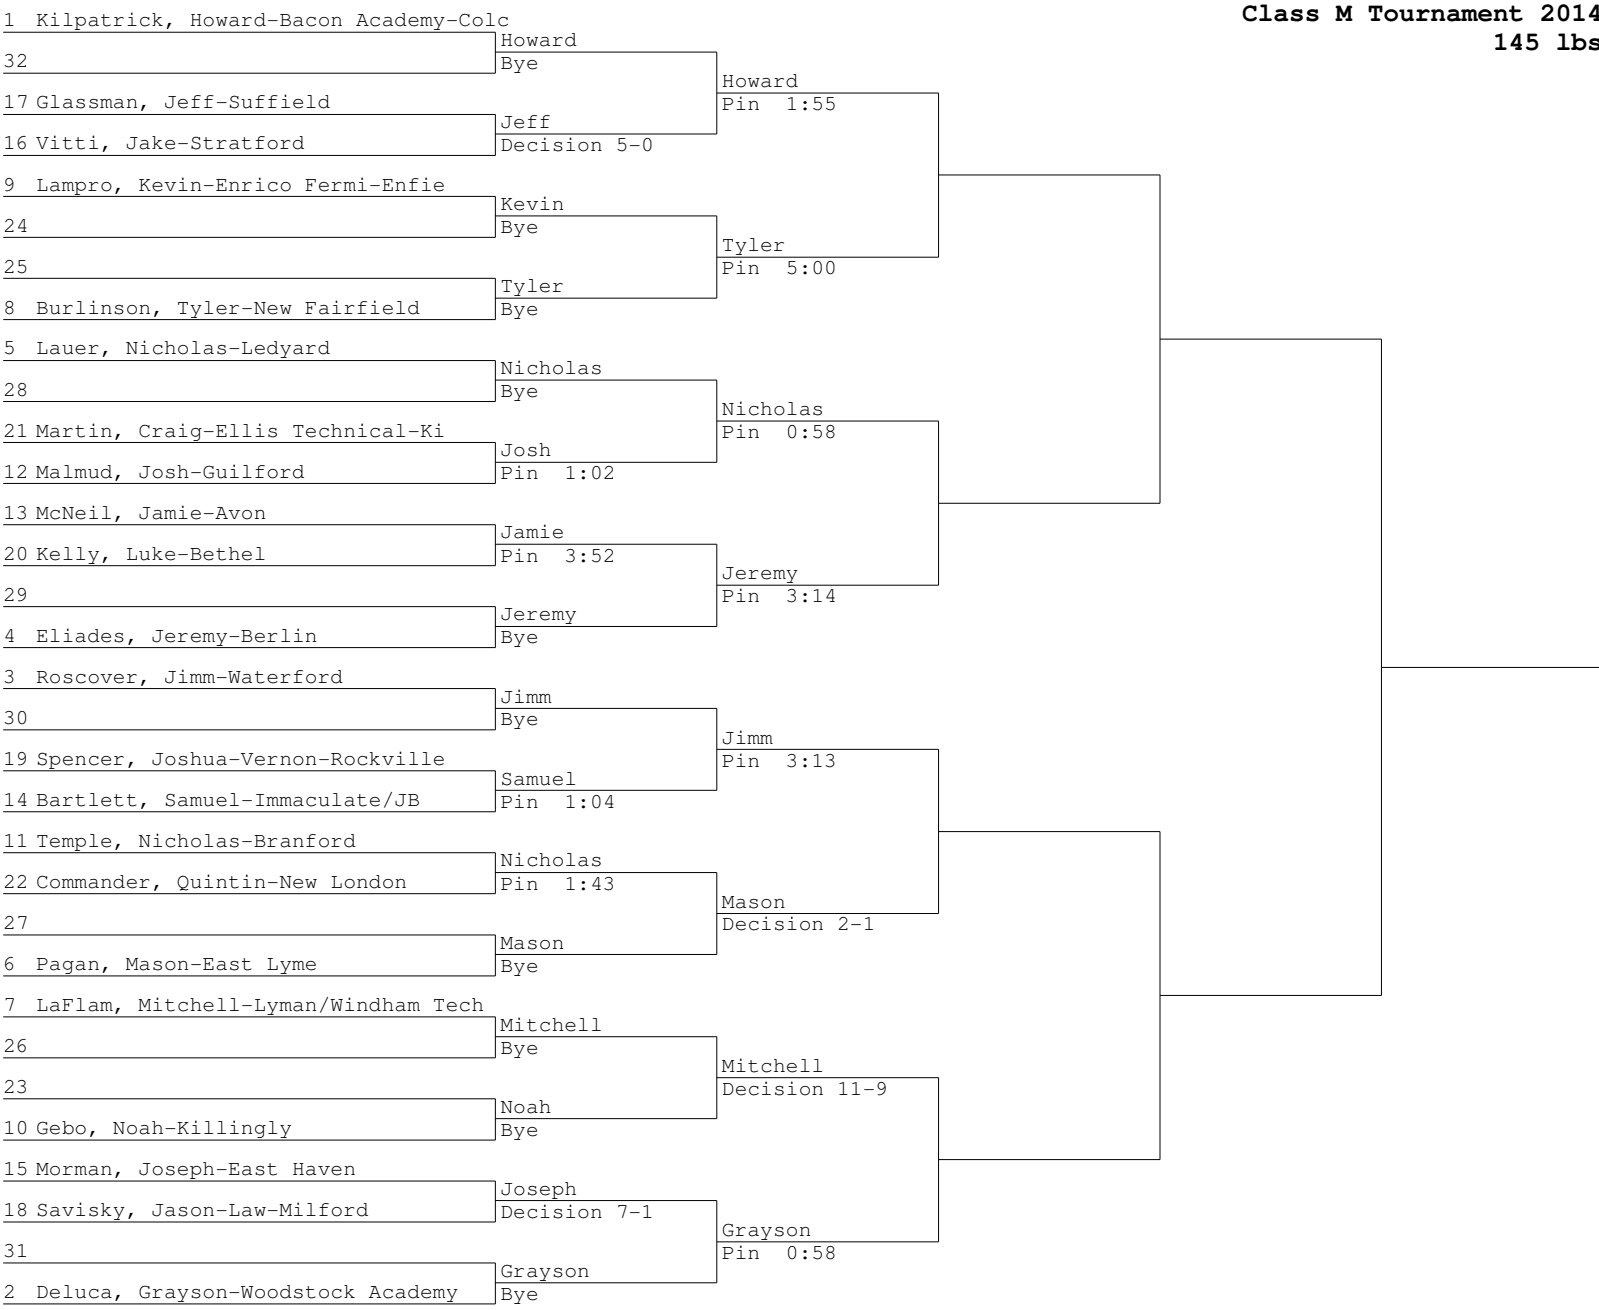 Class M Tournament 2014
145 lbs
1 Kilpatrick, Howard-Bacon Academy-Colc
Howard
32
Bye
Howard
Pin 1:55
17 Glassman, Jeff-Suffield
Jeff
16 Vitti, Jake-Stratford
Decision 5-0
9 Lampro, Kevin-Enrico Fermi-Enfie
Kevin
24
Bye
Tyler
Pin 5:00
25
Tyler
8 Burlinson, Tyler-New Fairfield
Bye
5 Lauer, Nicholas-Ledyard
Nicholas
28
Bye
Nicholas
Pin 0:58
21 Martin, Craig-Ellis Technical-Ki
Josh
12 Malmud, Josh-Guilford
Pin 1:02
13 McNeil, Jamie-Avon
Jamie
20 Kelly, Luke-Bethel
Pin 3:52
Jeremy
Pin 3:14
29
Jeremy
4 Eliades, Jeremy-Berlin
Bye
3 Roscover, Jimm-Waterford
Jimm
30
Bye
Jimm
Pin 3:13
19 Spencer, Joshua-Vernon-Rockville
Samuel
14 Bartlett, Samuel-Immaculate/JB
Pin 1:04
11 Temple, Nicholas-Branford
Nicholas
22 Commander, Quintin-New London
Pin 1:43
Mason
Decision 2-1
27
Mason
6 Pagan, Mason-East Lyme
Bye
7 LaFlam, Mitchell-Lyman/Windham Tech
Mitchell
26
Bye
Mitchell
Decision 11-9
23
Noah
10 Gebo, Noah-Killingly
Bye
15 Morman, Joseph-East Haven
Joseph
18 Savisky, Jason-Law-Milford
Decision 7-1
Grayson
Pin 0:58
31
Grayson
2 Deluca, Grayson-Woodstock Academy
Bye